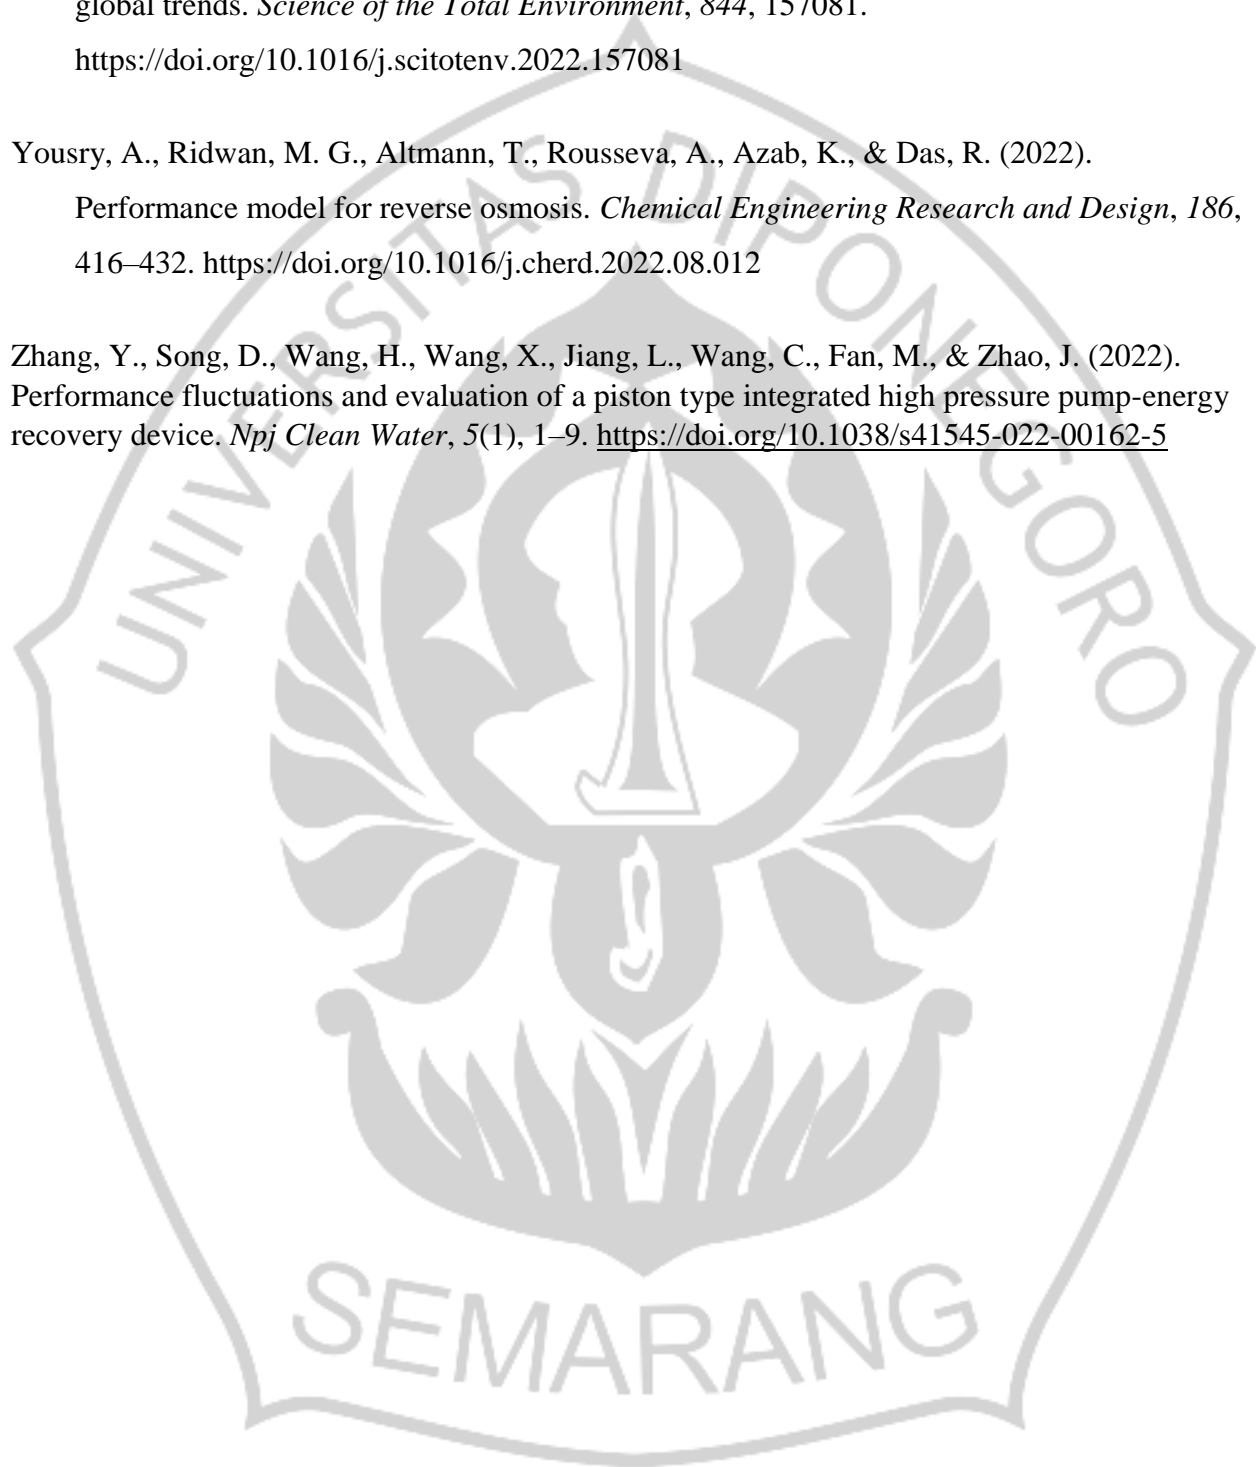 global trends. Science of the Total Environment, 844, 157081.
https://doi.org/10.1016/j.scitotenv.2022.157081
Yousry, A., Ridwan, M. G., Altmann, T., Rousseva, A., Azab, K., & Das, R. (2022).
Performance model for reverse osmosis. Chemical Engineering Research and Design, 186,
416–432. https://doi.org/10.1016/j.cherd.2022.08.012
Zhang, Y., Song, D., Wang, H., Wang, X., Jiang, L., Wang, C., Fan, M., & Zhao, J. (2022).
Performance fluctuations and evaluation of a piston type integrated high pressure pump-energy
recovery device. Npj Clean Water, 5(1), 1–9. https://doi.org/10.1038/s41545-022-00162-5
UNIVERSITAS DIPONEGORO
SEMARANG